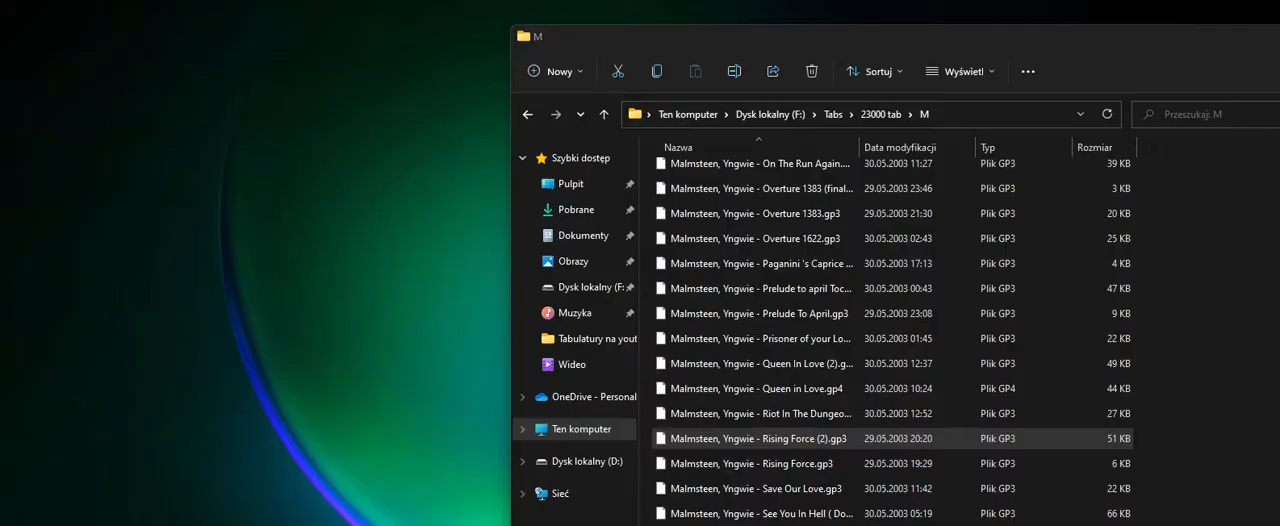 M
Nowy
Sortuj
Wyświetl
Ten komputer > Dysk lokalny (F:) > Tabs > 23000 tab > M
Przeszukaj: M
Szybki dostęp
Pulpit
Pobrane
Dokumenty
Obrazy
Dysk lokalny (F:
Muzyka
Tabulatury na yout
Wideo
OneDrive - Personal
Ten komputer
Dysk lokalny (D:)
Sieć
Nazwa Data modyfikacji Typ Rozmiar
Malmsteen, Yngwie - On The Run Again.... 30.05.2003 11:27 Plik GP3 39 KB
Malmsteen, Yngwie - Overture 1383 (final... 29.05.2003 23:46 Plik GP3 3 KB
Malmsteen, Yngwie - Overture 1383.gp3 29.05.2003 21:30 Plik GP3 20 KB
Malmsteen, Yngwie - Overture 1622.gp3 30.05.2003 02:43 Plik GP3 25 KB
Malmsteen, Yngwie - Paganini 's Caprice ... 30.05.2003 17:13 Plik GP3 4 KB
Malmsteen, Yngwie - Prelude to april Toc... 30.05.2003 00:43 Plik GP3 47 KB
Malmsteen, Yngwie - Prelude To April.gp3 29.05.2003 23:08 Plik GP3 9 KB
Malmsteen, Yngwie - Prisoner of your Lo... 30.05.2003 01:45 Plik GP3 22 KB
Malmsteen, Yngwie - Queen In Love (2).g... 30.05.2003 12:37 Plik GP3 49 KB
Malmsteen, Yngwie - Queen in Love.gp4 30.05.2003 10:24 Plik GP4 44 KB
Malmsteen, Yngwie - Riot In The Dungeo... 30.05.2003 12:52 Plik GP3 27 KB
Malmsteen, Yngwie - Rising Force (2).gp3 29.05.2003 20:20 Plik GP3 51 KB
Malmsteen, Yngwie - Rising Force.gp3 29.05.2003 19:29 Plik GP3 6 KB
Malmsteen, Yngwie - Save Our Love.gp3 30.05.2003 11:42 Plik GP3 22 KB
Malmsteen, Yngwie - See You In Hell ( Do... 30.05.2003 05:19 Plik GP3 66 KB